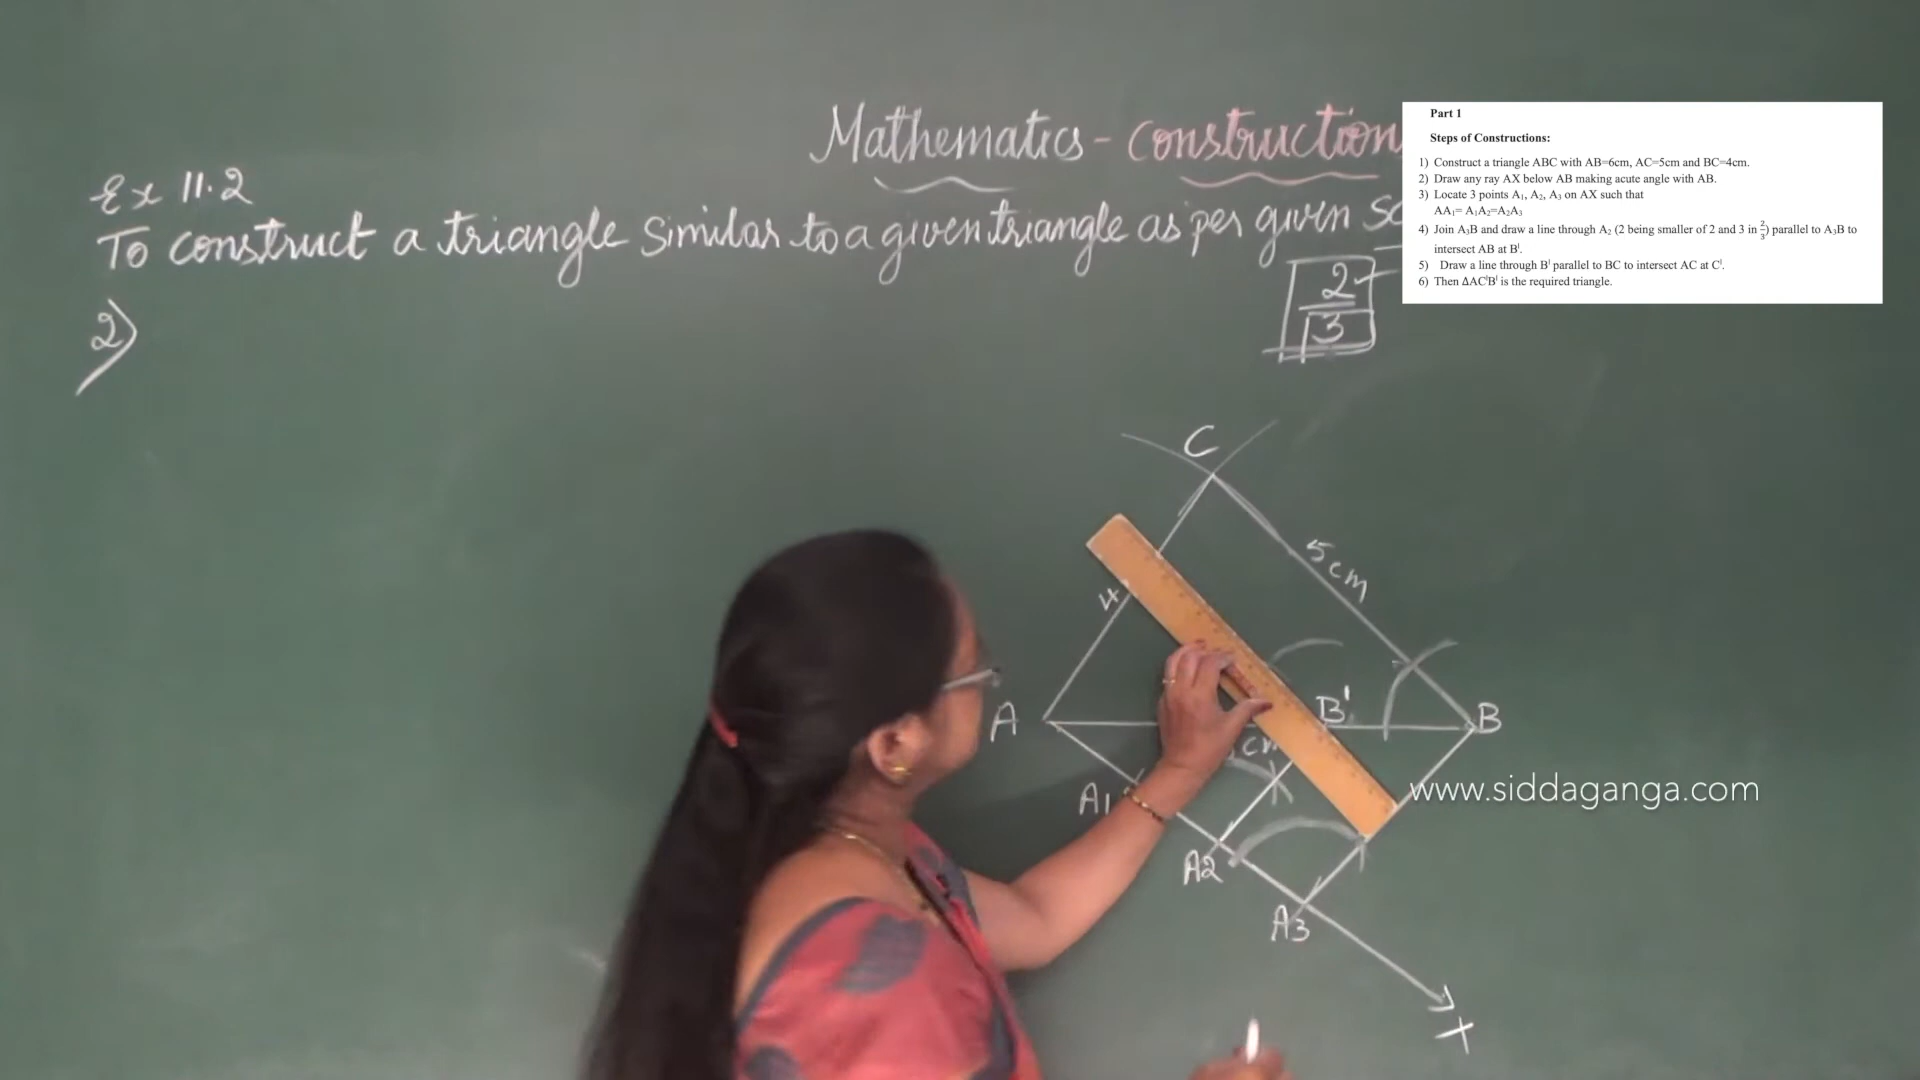 Mathematics - Construction
Ex 11.2
To construct a triangle similar to a given triangle as per given Sc
2
3
2)
Part 1
Steps of Constructions:
1) Construct a triangle ABC with AB=6cm, AC=5cm and BC=4cm.
2) Draw any ray AX below AB making acute angle with AB.
3) Locate 3 points A₁, A₂, A₃ on AX such that
AA₁= A₁A₂=A₂A₃
4) Join A₃B and draw a line through A₂ (2 being smaller of 2 and 3 in 2/3) parallel to A₃B to
intersect AB at B^l.
5) Draw a line through B^l parallel to BC to intersect AC at C^l.
6) Then ΔAC^lB^l is the required triangle.
C
5cm
4
A
B'
B
cm
A1
www.siddaganga.com
A2
A3
X